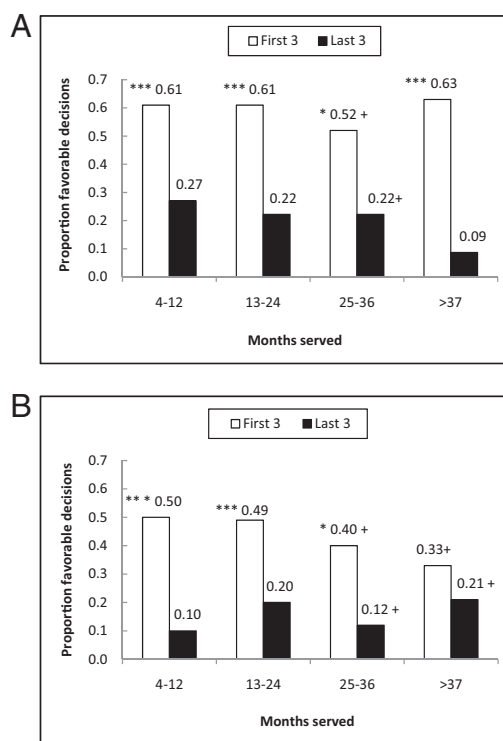 A
First 3 Last 3
Proportion favorable decisions
0.7
0.6
0.5
0.4
0.3
0.2
0.1
0.0
*** 0.61
0.27
*** 0.61
0.22
* 0.52 +
0.22+
*** 0.63
0.09
4-12 13-24 25-36 >37
Months served
B
First 3 Last 3
Proportion favorable decisions
0.7
0.6
0.5
0.4
0.3
0.2
0.1
0.0
** * 0.50
0.10
*** 0.49
0.20
* 0.40 +
0.12 +
0.33+
0.21 +
4-12 13-24 25-36 >37
Months served